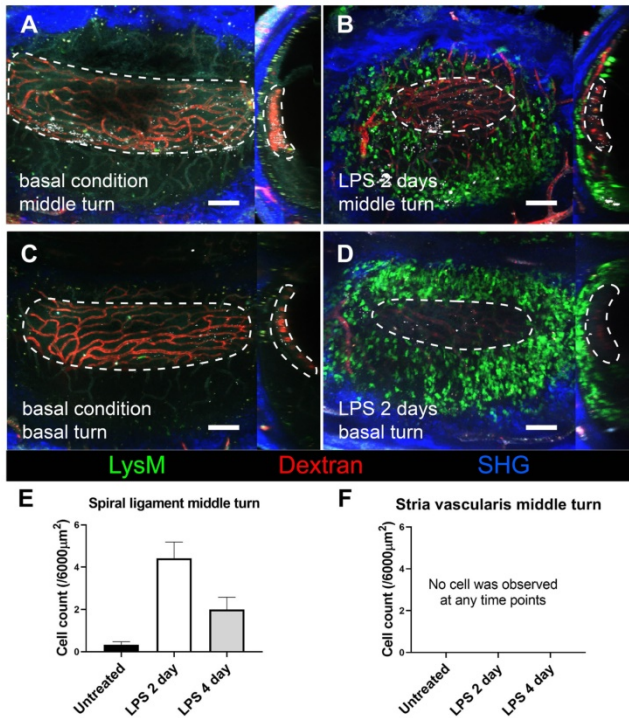 A
basal condition
middle turn
B
LPS 2 days
middle turn
C
basal condition
basal turn
D
LPS 2 days
basal turn
LysM Dextran SHG
E
Spiral ligament middle turn
Cell count (/6000μm²)
6
4
2
0
Untreated
LPS 2 day
LPS 4 day
F
Stria vascularis middle turn
Cell count (/6000μm²)
6
4
2
0
No cell was observed
at any time points
Untreated
LPS 2 day
LPS 4 day